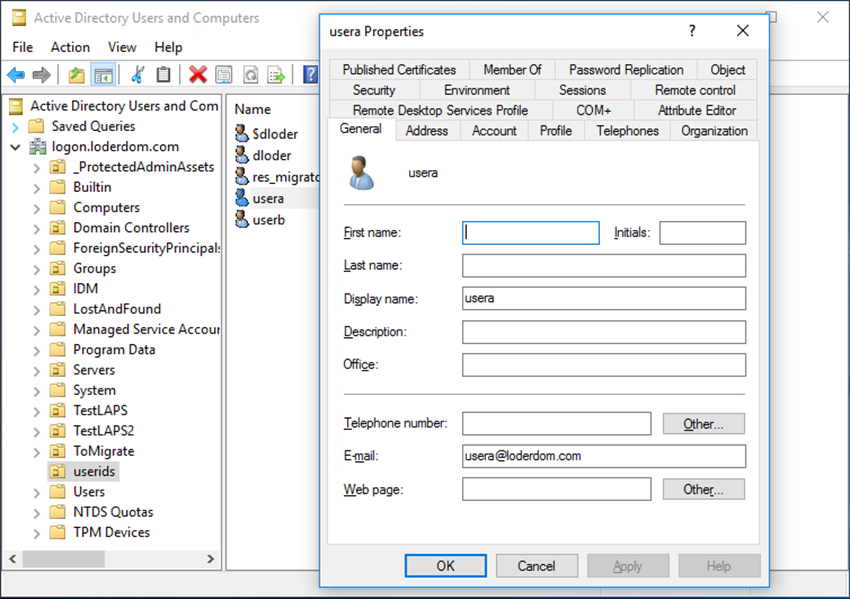 Active Directory Users and Computers
File Action View Help
Active Directory Users and Com
Saved Queries
logon.loderdom.com
_ProtectedAdminAssets
Builtin
Computers
Domain Controllers
ForeignSecurityPrincipals
Groups
IDM
LostAndFound
Managed Service Accour
Program Data
Servers
System
TestLAPS
TestLAPS2
ToMigrate
userids
Users
NTDS Quotas
TPM Devices
Name
$dloder
dloder
res_migrato
usera
userb
usera Properties
?
Published Certificates Member Of Password Replication Object
Security Environment Sessions Remote control
Remote Desktop Services Profile COM+ Attribute Editor
General Address Account Profile Telephones Organization
usera
First name: Initials:
Last name:
Display name: usera
Description:
Office:
Telephone number: Other...
E-mail: usera@loderdom.com
Web page: Other...
OK Cancel Apply Help